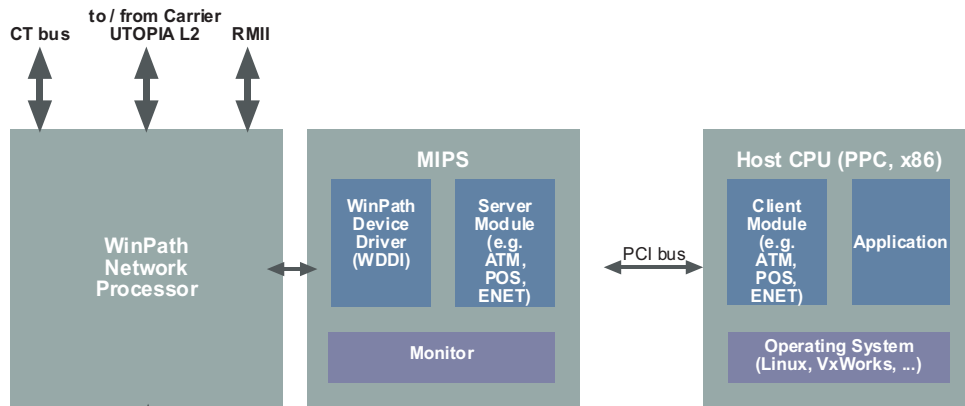 to / from Carrier
CT bus UTOPIA L2 RMII
MIPS
Host CPU (PPC, x86)
WinPath
Network
Processor
WinPath
Device
Driver
(WDDI)
Server
Module
(e.g.
ATM,
POS,
ENET)
Monitor
PCI bus
Client
Module
(e.g.
ATM,
POS,
ENET)
Application
Operating System
(Linux, VxWorks, ...)